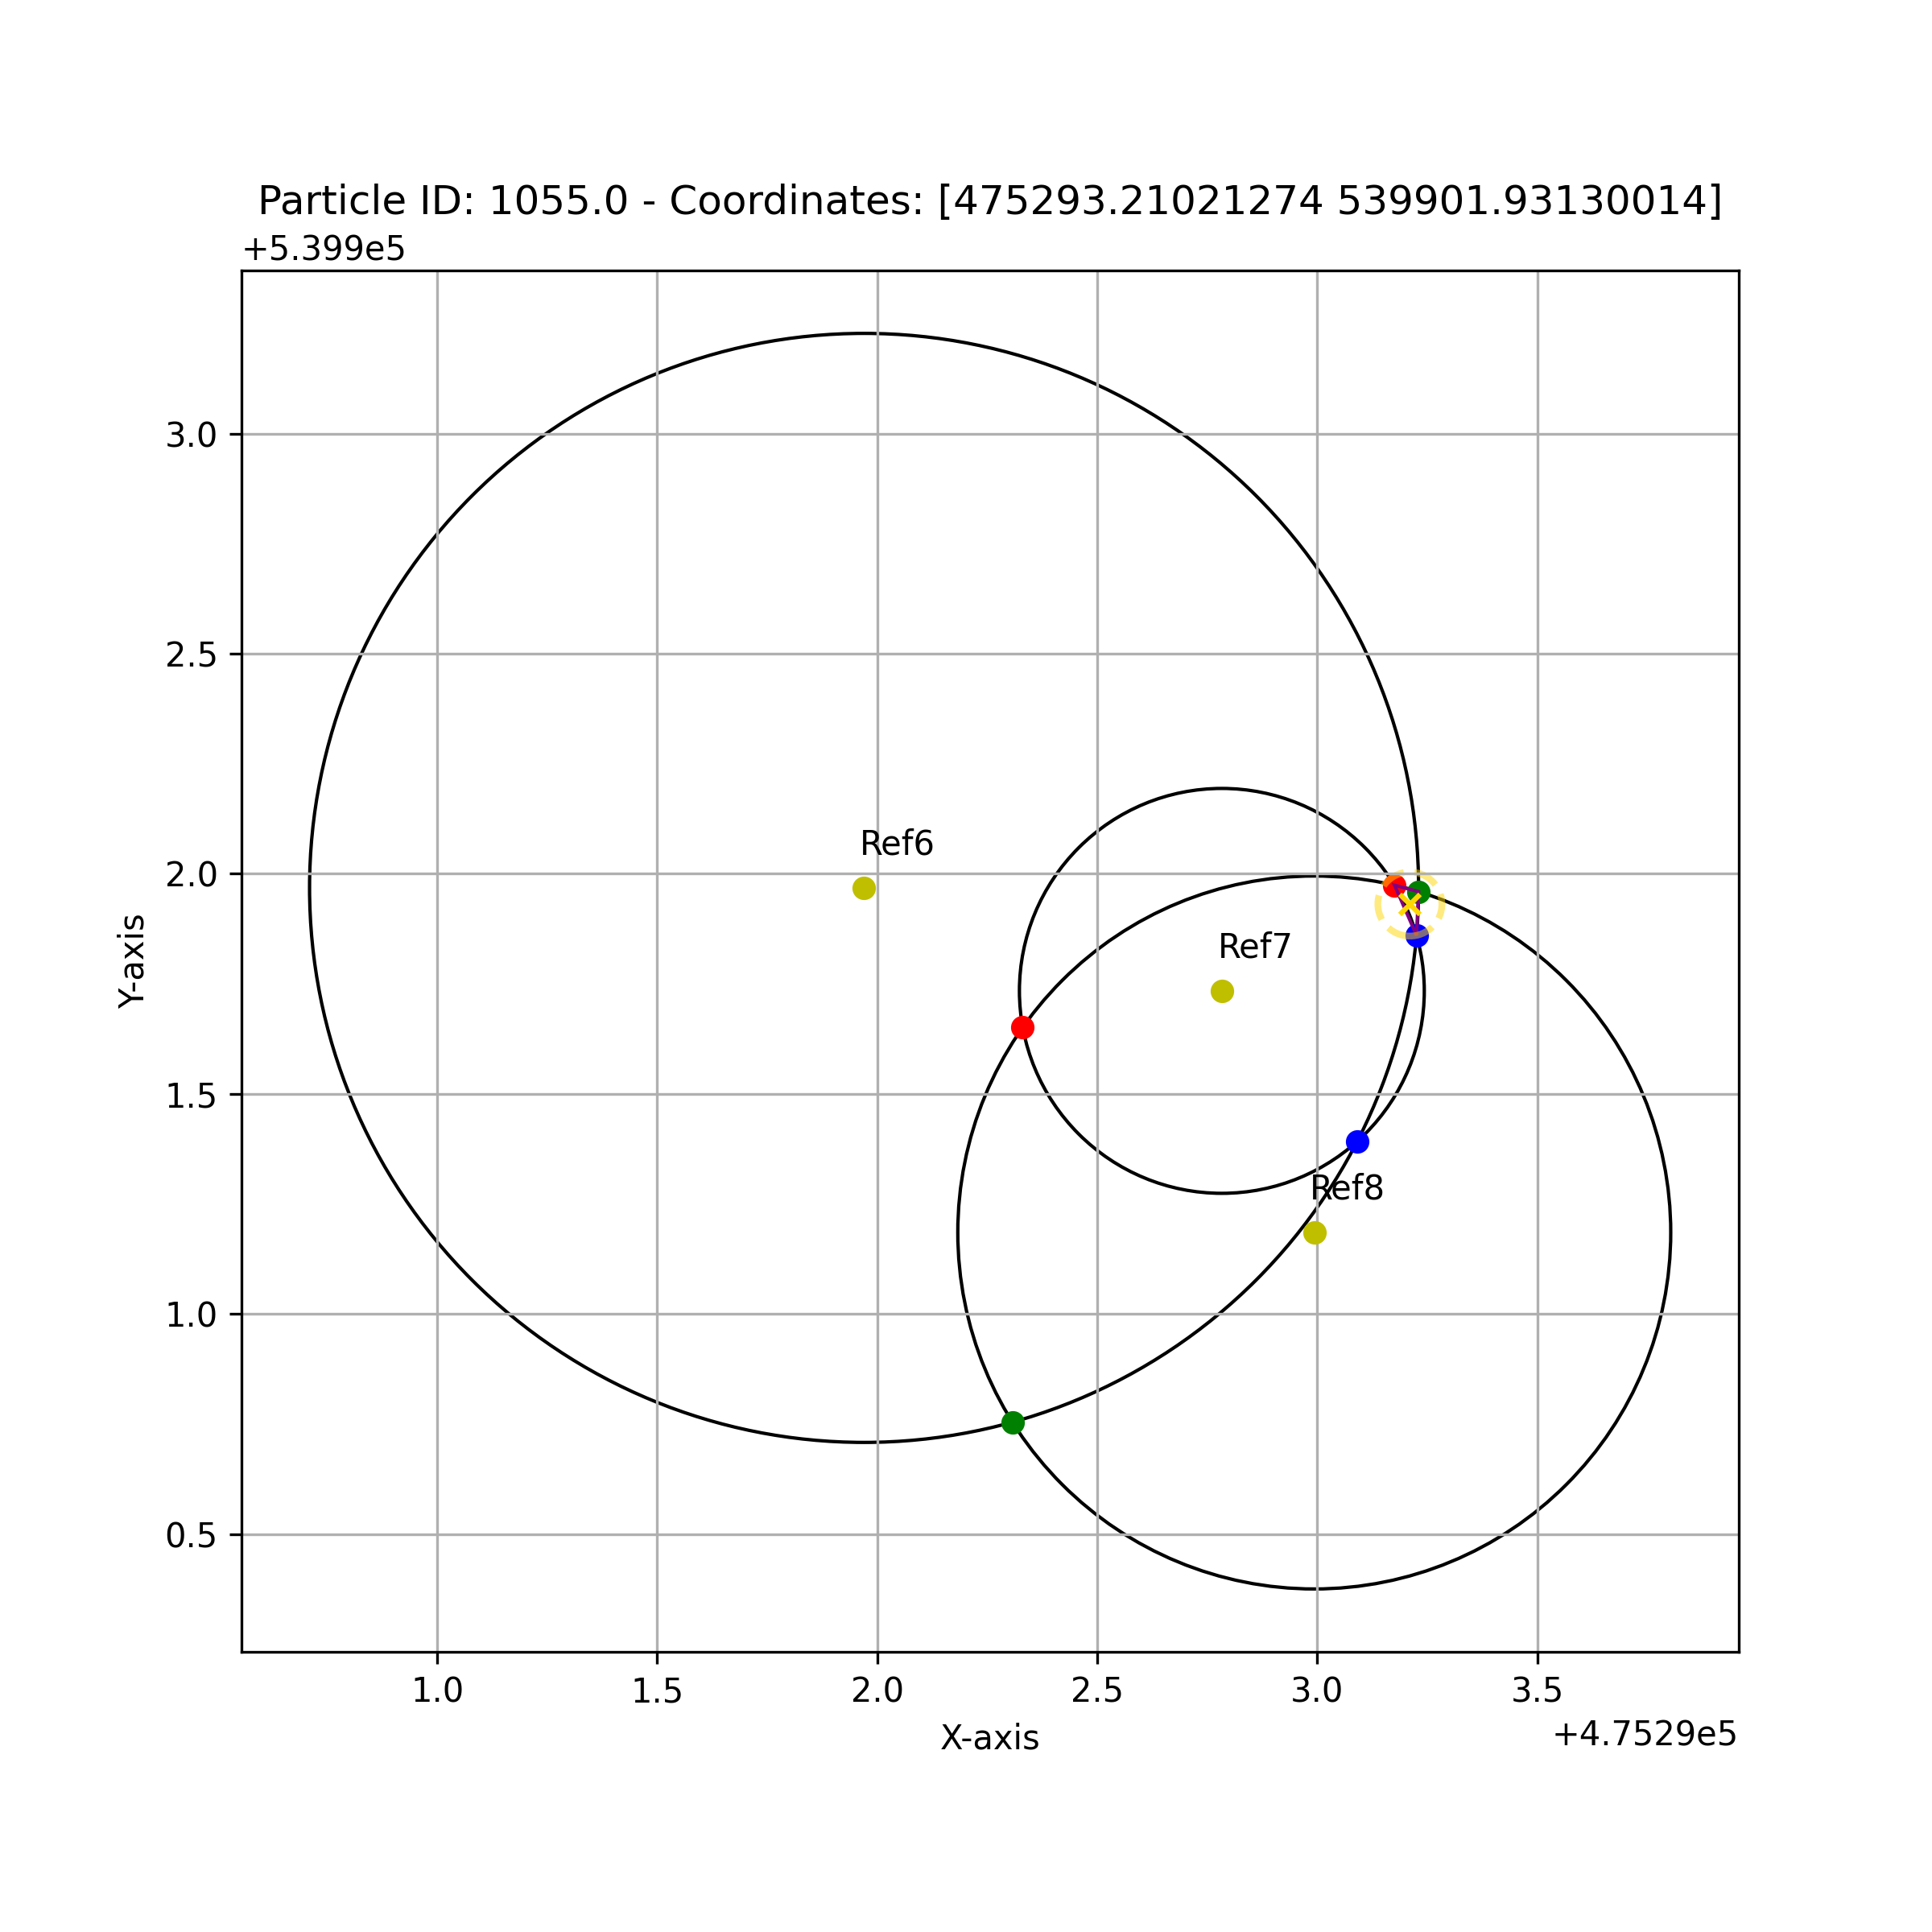 Particle ID: 1055.0 - Coordinates: [475293.21021274 539901.93130014]
+5.399e5
3.0
2.5
2.0
1.5
1.0
0.5
Y-axis
Ref6
Ref7
Ref8
1.0 1.5 2.0 2.5 3.0 3.5
X-axis
+4.7529e5